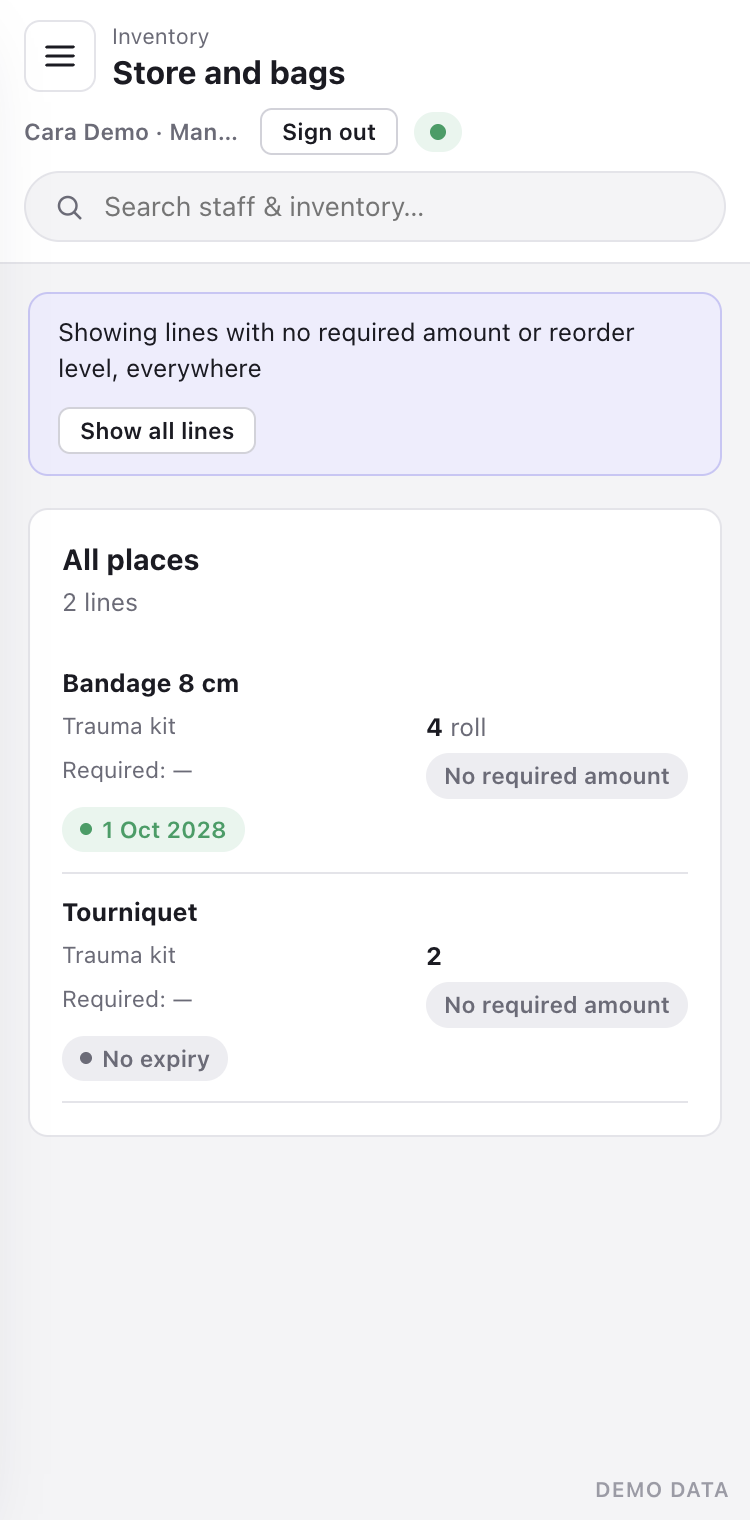 Inventory
Store and bags
Cara Demo · Man...
Sign out
Search staff & inventory...
Showing lines with no required amount or reorder
level, everywhere
Show all lines
All places
2 lines
Bandage 8 cm
Trauma kit
4 roll
Required: —
No required amount
1 Oct 2028
Tourniquet
Trauma kit
2
Required: —
No required amount
No expiry
DEMO DATA